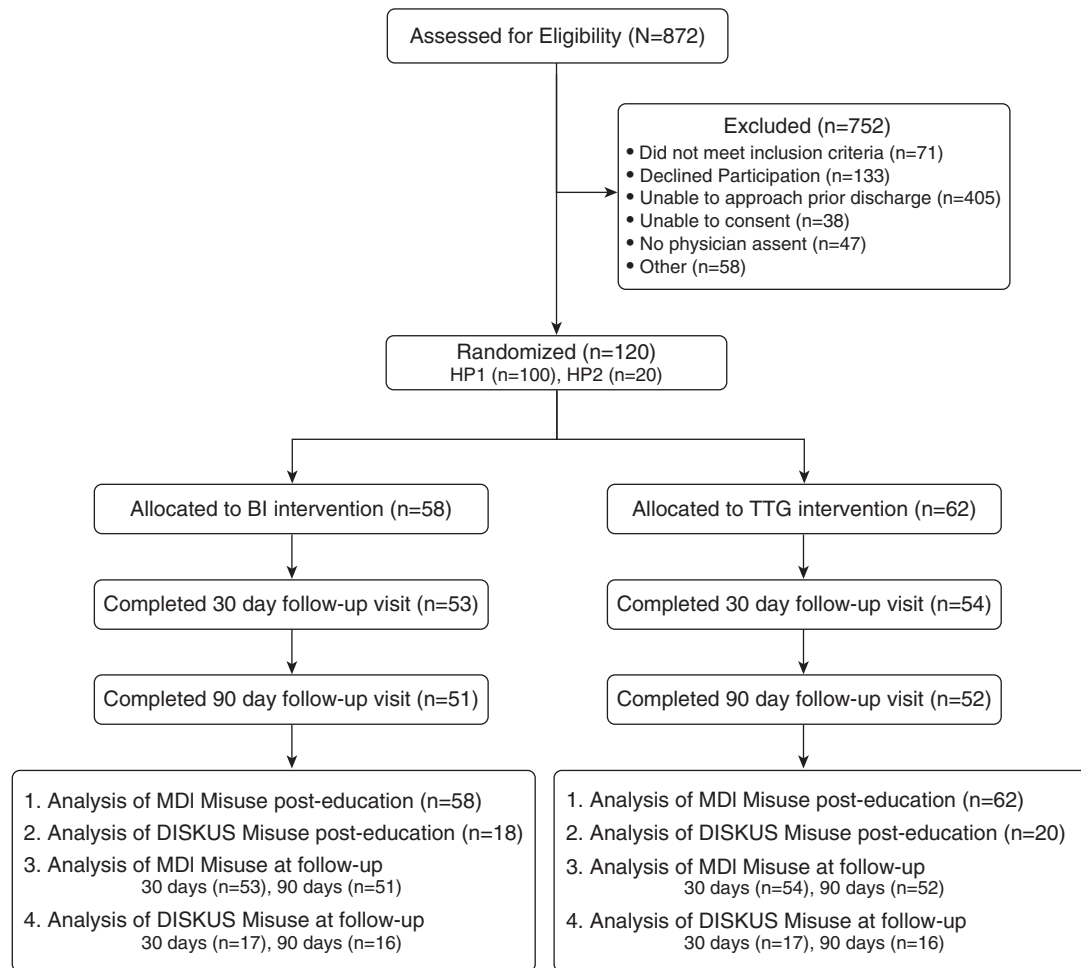 Assessed for Eligibility (N=872)
Excluded (n=752)
• Did not meet inclusion criteria (n=71)
• Declined Participation (n=133)
• Unable to approach prior discharge (n=405)
• Unable to consent (n=38)
• No physician assent (n=47)
• Other (n=58)
Randomized (n=120)
HP1 (n=100), HP2 (n=20)
Allocated to BI intervention (n=58)
Completed 30 day follow-up visit (n=53)
Completed 90 day follow-up visit (n=51)
1. Analysis of MDI Misuse post-education (n=58)
2. Analysis of DISKUS Misuse post-education (n=18)
3. Analysis of MDI Misuse at follow-up
30 days (n=53), 90 days (n=51)
4. Analysis of DISKUS Misuse at follow-up
30 days (n=17), 90 days (n=16)
Allocated to TTG intervention (n=62)
Completed 30 day follow-up visit (n=54)
Completed 90 day follow-up visit (n=52)
1. Analysis of MDI Misuse post-education (n=62)
2. Analysis of DISKUS Misuse post-education (n=20)
3. Analysis of MDI Misuse at follow-up
30 days (n=54), 90 days (n=52)
4. Analysis of DISKUS Misuse at follow-up
30 days (n=17), 90 days (n=16)